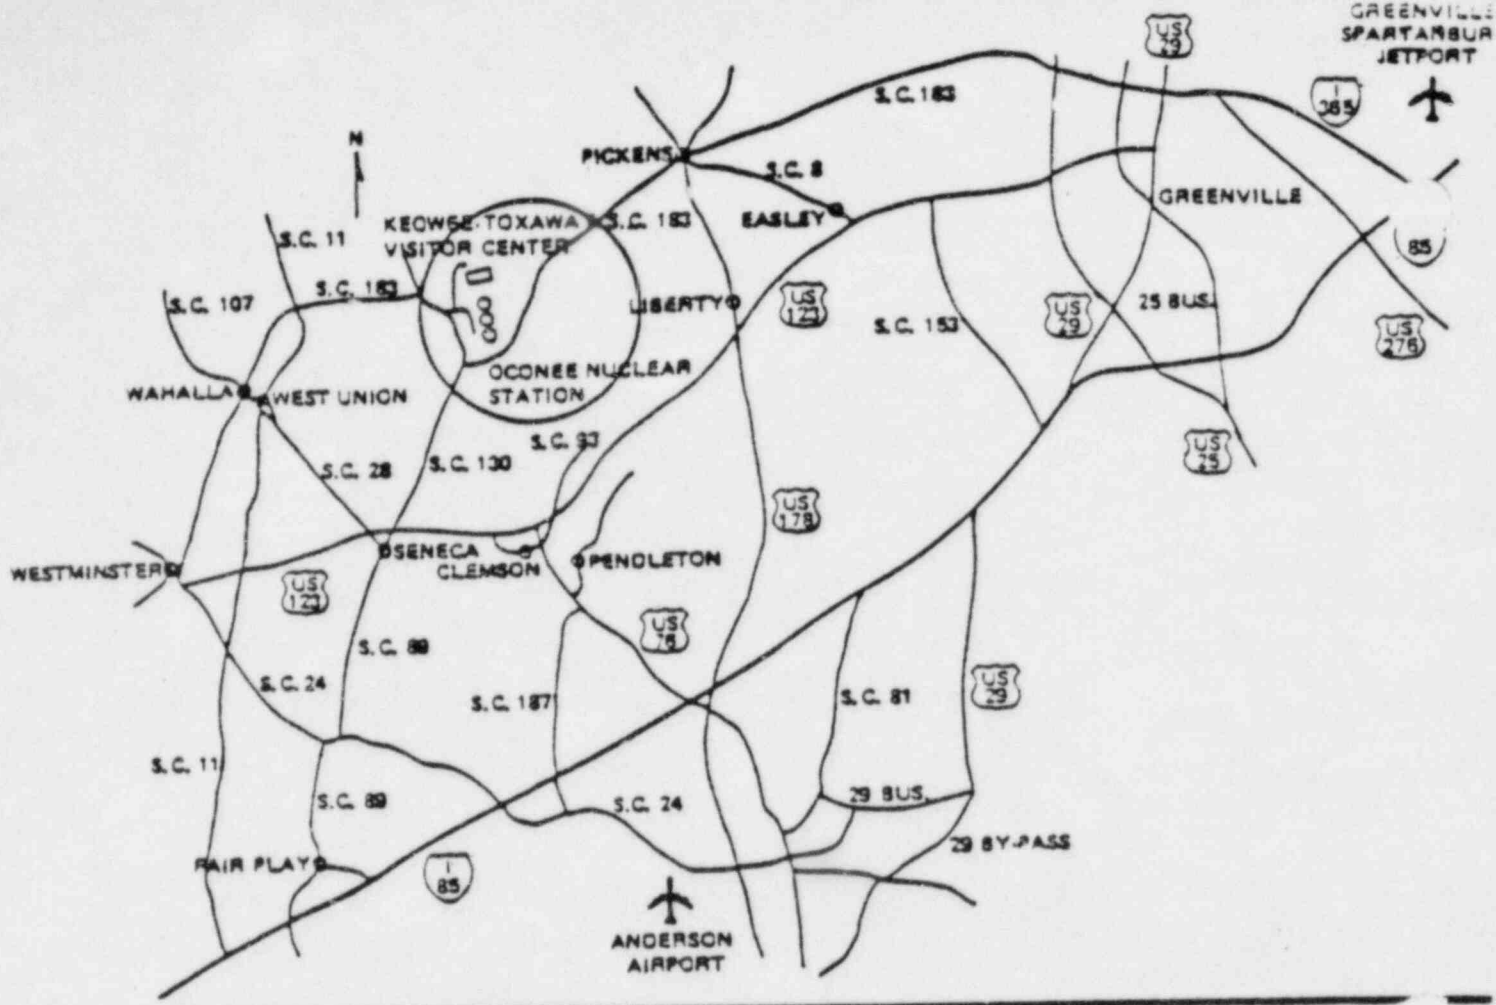 GREENVILLE
SPARTANBUR
JETPORT
US
29
S.C. 183
I
385
N
PICKENS
S.C. 8
EASLEY
GREENVILLE
KEOWEE-TOXAWA
VISITOR CENTER
S.C. 183
S.C. 11
S.C. 183
S.C. 107
LIBERTY
US
123
S.C. 153
US
29
25 BUS.
85
US
276
OCONEE NUCLEAR
STATION
WAHALLA
WEST UNION
S.C. 93
S.C. 28
S.C. 130
US
25
US
178
SENECA
CLEMSON
PENDLETON
WESTMINSTER
US
123
US
76
S.C. 89
S.C. 24
S.C. 187
S.C. 81
US
29
S.C. 11
S.C. 89
S.C. 24
29 BUS.
29 BY-PASS
FAIR PLAY
I
85
ANDERSON
AIRPORT